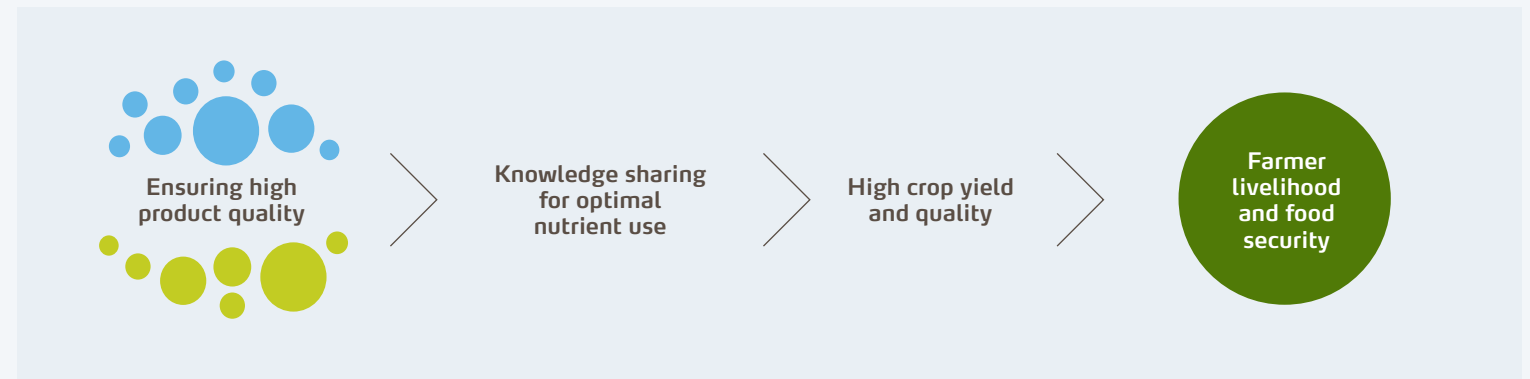 Ensuring high
product quality
Knowledge sharing
for optimal
nutrient use
High crop yield
and quality
Farmer
livelihood
and food
security